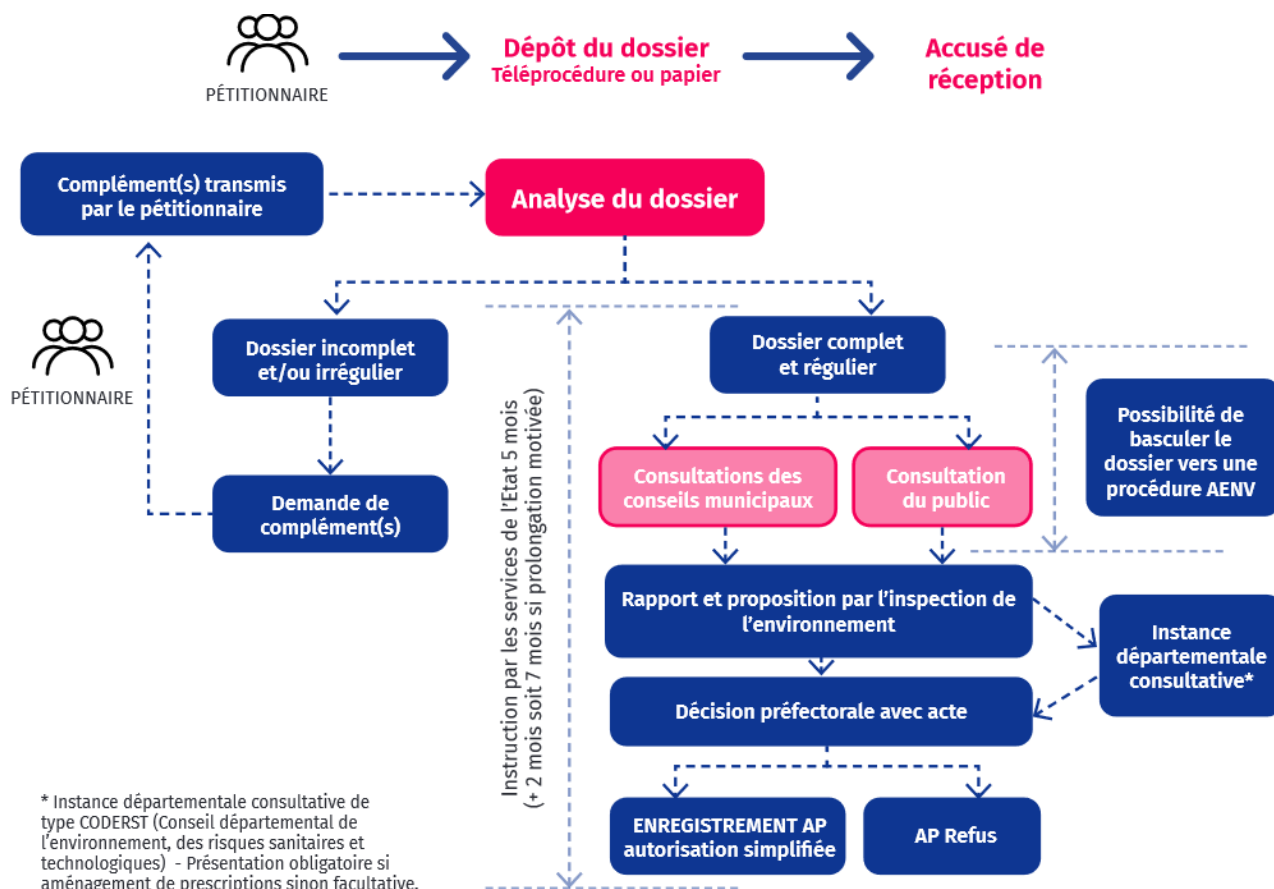 PÉTITIONNAIRE
Dépôt du dossier
Téléprocédure ou papier
Accusé de
réception
Complément(s) transmis
par le pétitionnaire
Analyse du dossier
PÉTITIONNAIRE
Dossier incomplet
et/ou irrégulier
Demande de
complément(s)
Instruction par les services de l'Etat 5 mois
(+ 2 mois soit 7 mois si prolongation motivée)
Dossier complet
et régulier
Consultations des
conseils municipaux
Consultation
du public
Possibilité de
basculer le
dossier vers une
procédure AENV
Rapport et proposition par l'inspection de
l'environnement
Instance
départementale
consultative*
Décision préfectorale avec acte
ENREGISTREMENT AP
autorisation simplifiée
AP Refus
* Instance départementale consultative de
type CODERST (Conseil départemental de
l'environnement, des risques sanitaires et
technologiques) - Présentation obligatoire si
aménagement de prescriptions sinon facultative.